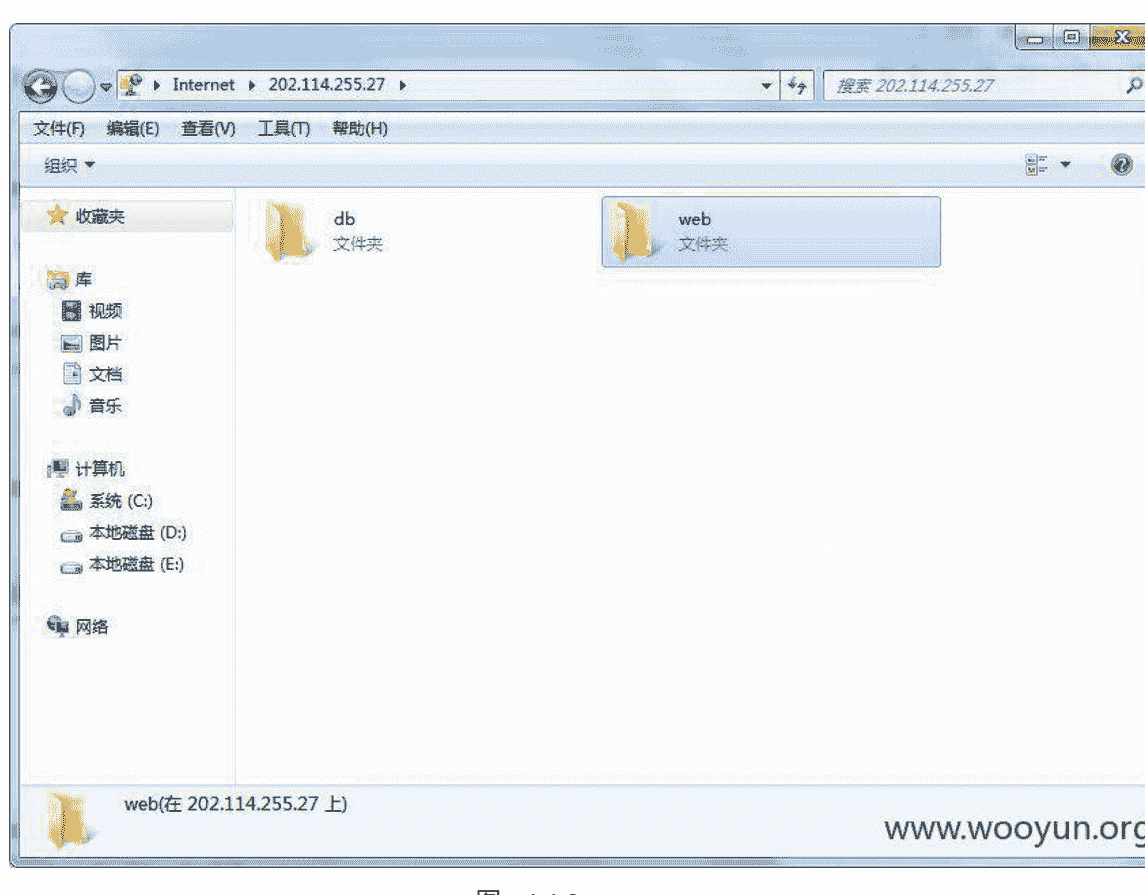 Internet 202.114.255.27
搜索 202.114.255.27
文件(F) 编辑(E) 查看(V) 工具(T) 帮助(H)
组织
收藏夹
db
文件夹
web
文件夹
库
视频
图片
文档
音乐
计算机
系统 (C:)
本地磁盘 (D:)
本地磁盘 (E:)
网络
web(在 202.114.255.27 上)
www.wooyun.org